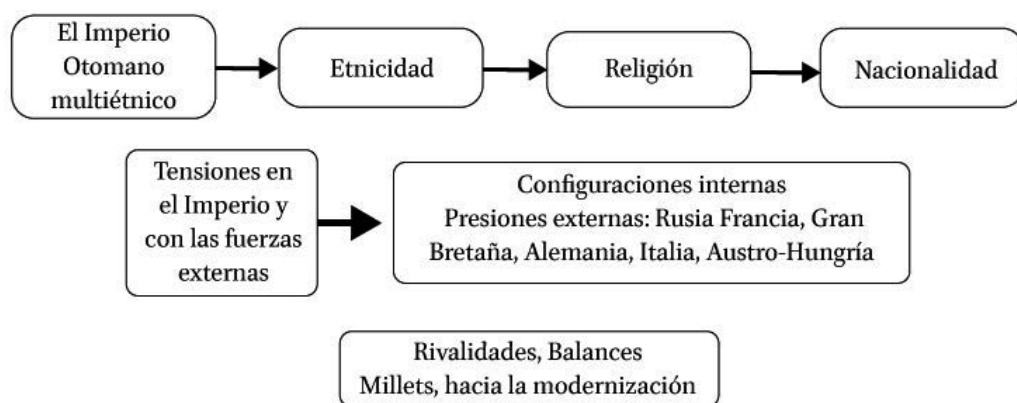 El Imperio
Otomano
multiétnico
Etnicidad
Religión
Nacionalidad
Tensiones en
el Imperio y
con las fuerzas
externas
Configuraciones internas
Presiones externas: Rusia Francia, Gran
Bretaña, Alemania, Italia, Austro-Hungría
Rivalidades, Balances
Millets, hacia la modernización